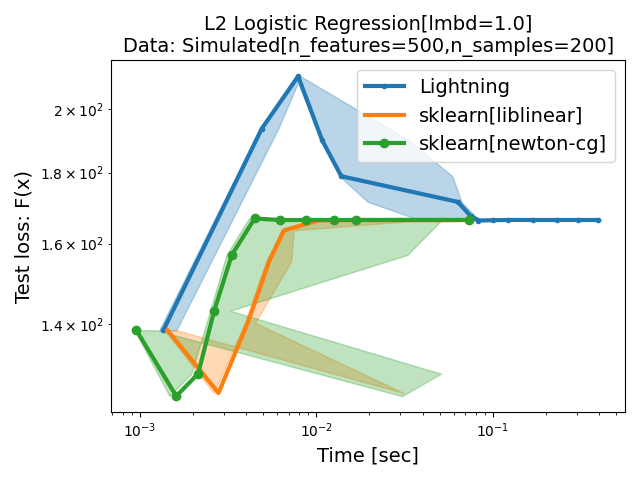 L2 Logistic Regression[lmbd=1.0]
Data: Simulated[n_features=500,n_samples=200]
Test loss: F(x)
2 × 10²
1.8 × 10²
1.6 × 10²
1.4 × 10²
Lightning
sklearn[liblinear]
sklearn[newton-cg]
10⁻³
10⁻²
10⁻¹
Time [sec]